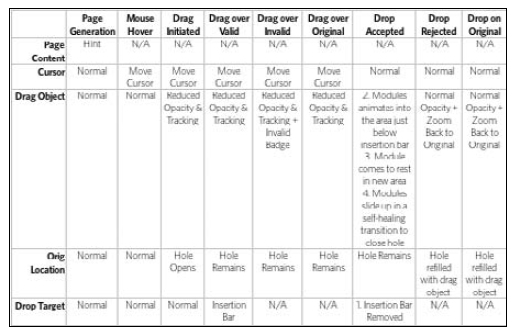 Page Generation Mouse Hover Drag Initiated Drag over Valid Drag over Invalid Drag over Original Drop Accepted Drop Rejected Drop on Original
Page Content Hint N/A N/A N/A N/A N/A N/A N/A N/A
Cursor Normal Move Cursor Move Cursor Move Cursor Move Cursor Move Cursor Normal Normal Normal
Drag Object Normal Normal Reduced Opacity & Tracking Reduced Opacity & Tracking Reduced Opacity & Tracking + Invalid Badge Reduced Opacity & Tracking 2. Modules animates into the area just below insertion bar 3. Module comes to rest in new area 4. Modules slide up in a self-healing transition to close hole Normal Opacity + Zoom Back to Original Normal Opacity + Zoom Back to Original
Orig Location Normal Normal Hole Opens Hole Remains Hole Remains Hole Remains Hole Remains Hole refilled with drag object Hole refilled with drag object
Drop Target Normal Normal Normal Insertion Bar N/A N/A 1. Insertion Bar Removed N/A N/A